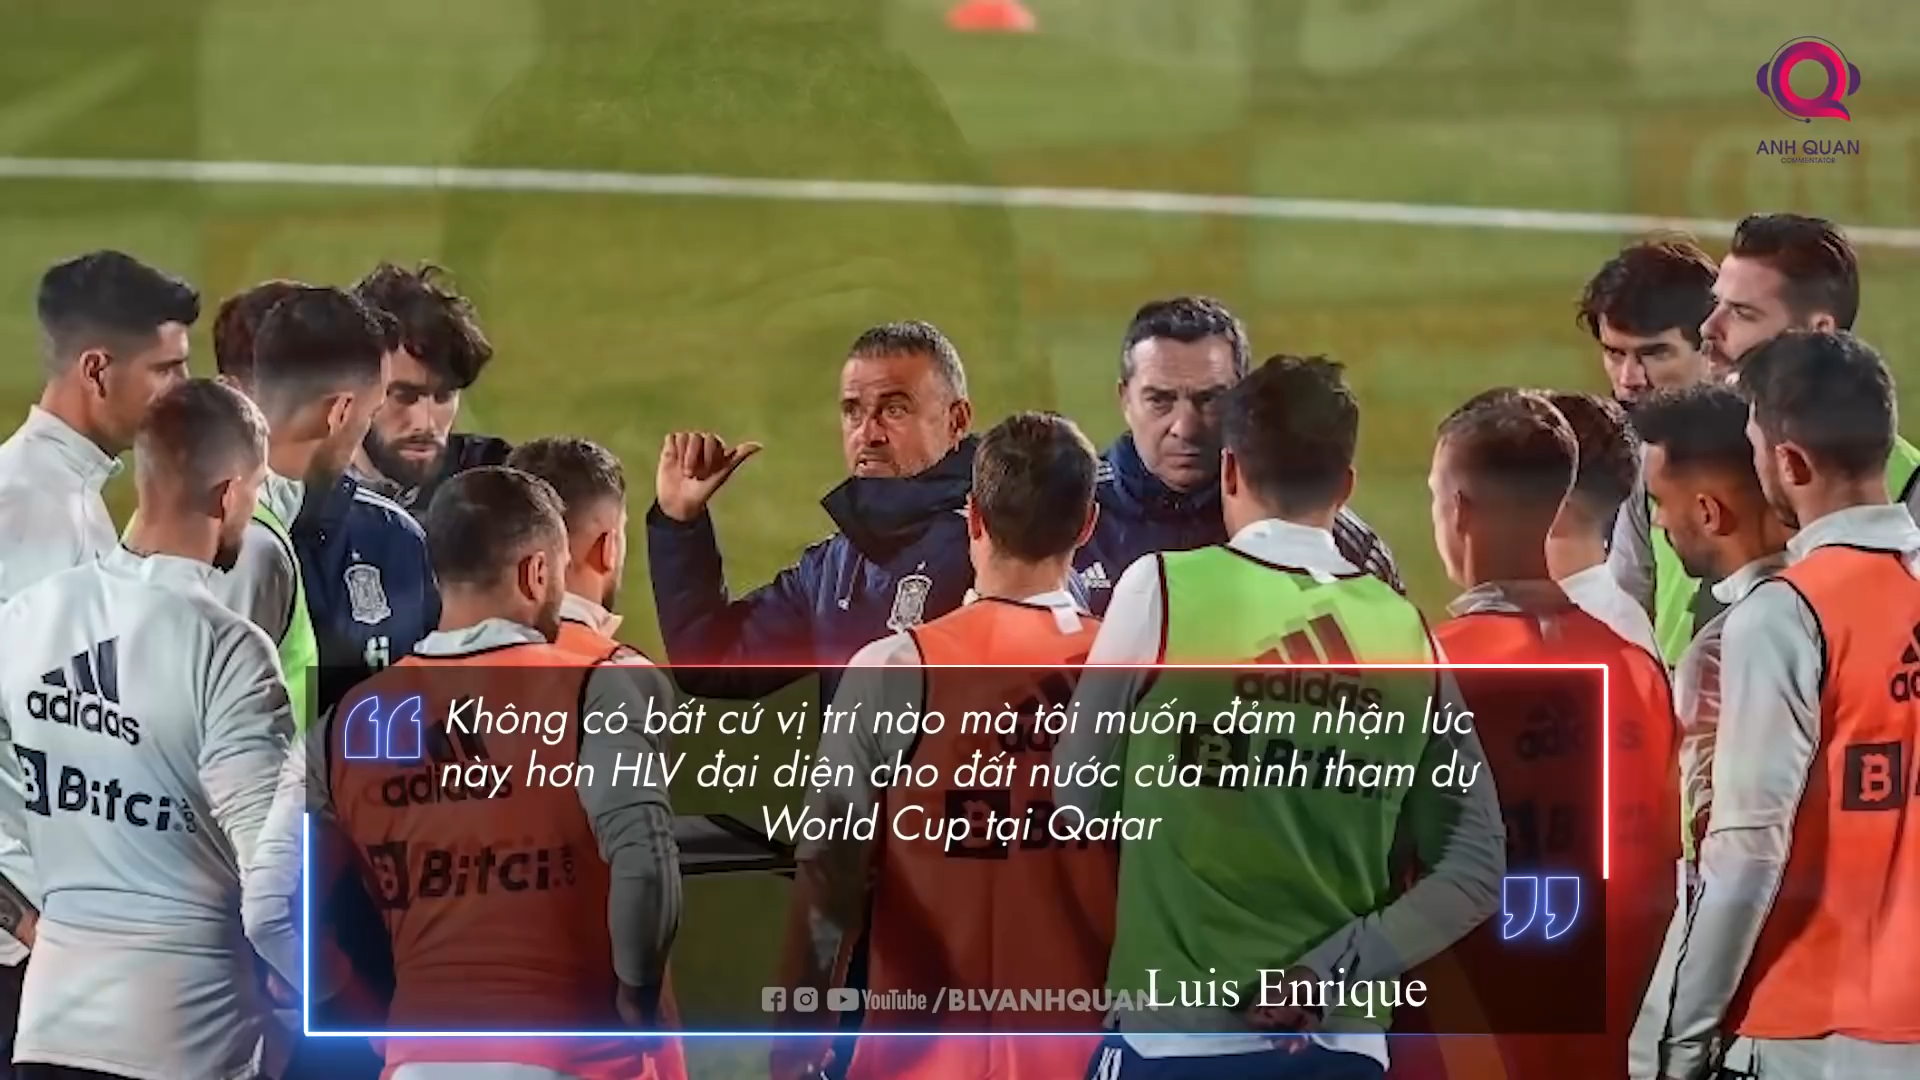 ANH QUAN
COMMENTATOR
adidas
Bitci
Không có bất cứ vị trí nào mà tôi muốn đảm nhận lúc
này hơn HLV đại diện cho đất nước của mình tham dự
World Cup tại Qatar
adidas
adidas
Bitci
Luis Enrique
YouTube /BLVANHQUAN